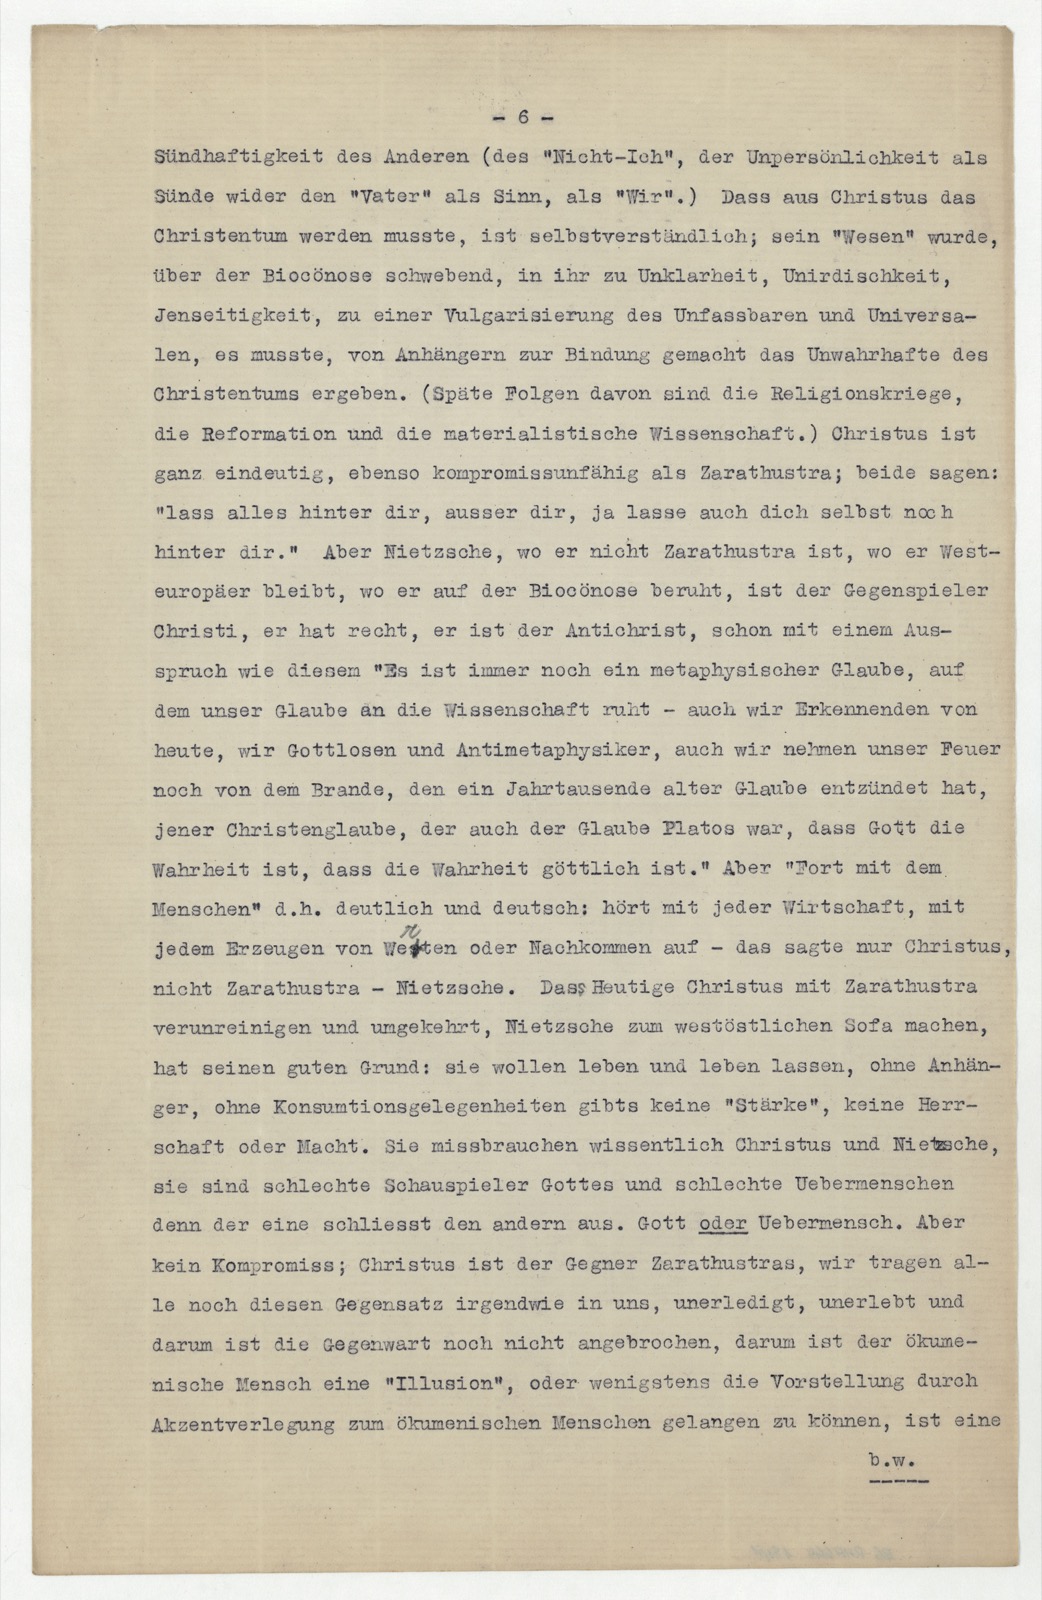 - 6 -
Sündhaftigkeit des Anderen (des "Nicht-Ich", der Unpersönlichkeit als
Sünde wider den "Vater" als Sinn, als "Wir".) Dass aus Christus das
Christentum werden musste, ist selbstverständlich; sein "Wesen" wurde,
über der Biocönose schwebend, in ihr zu Unklarheit, Unirdischkeit,
Jenseitigkeit, zu einer Vulgarisierung des Unfassbaren und Universa-
len, es musste, von Anhängern zur Bindung gemacht das Unwahrhafte des
Christentums ergeben. (Späte Folgen davon sind die Religionskriege,
die Reformation und die materialistische Wissenschaft.) Christus ist
ganz eindeutig, ebenso kompromissunfähig als Zarathustra; beide sagen:
"lass alles hinter dir, ausser dir, ja lasse auch dich selbst noch
hinter dir." Aber Nietzsche, wo er nicht Zarathustra ist, wo er West-
europäer bleibt, wo er auf der Biocönose beruht, ist der Gegenspieler
Christi, er hat recht, er ist der Antichrist, schon mit einem Aus-
spruch wie diesem "Es ist immer noch ein metaphysischer Glaube, auf
dem unser Glaube an die Wissenschaft ruht - auch wir Erkennenden von
heute, wir Gottlosen und Antimetaphysiker, auch wir nehmen unser Feuer
noch von dem Brande, den ein Jahrtausende alter Glaube entzündet hat,
jener Christenglaube, der auch der Glaube Platos war, dass Gott die
Wahrheit ist, dass die Wahrheit göttlich ist." Aber "Fort mit dem
Menschen" d.h. deutlich und deutsch: hört mit jeder Wirtschaft, mit
jedem Erzeugen von Werten oder Nachkommen auf - das sagte nur Christus,
nicht Zarathustra - Nietzsche. Dass Heutige Christus mit Zarathustra
verunreinigen und umgekehrt, Nietzsche zum westöstlichen Sofa machen,
hat seinen guten Grund: sie wollen leben und leben lassen, ohne Anhän-
ger, ohne Konsumtionsgelegenheiten gibts keine "Stärke", keine Herr-
schaft oder Macht. Sie missbrauchen wissentlich Christus und Nietzsche,
sie sind schlechte Schauspieler Gottes und schlechte Uebermenschen
denn der eine schliesst den andern aus. Gott oder Uebermensch. Aber
kein Kompromiss; Christus ist der Gegner Zarathustras, wir tragen al-
le noch diesen Gegensatz irgendwie in uns, unerledigt, unerlebt und
darum ist die Gegenwart noch nicht angebrochen, darum ist der ökume-
nische Mensch eine "Illusion", oder wenigstens die Vorstellung durch
Akzentverlegung zum ökumenischen Menschen gelangen zu können, ist eine
b.w.